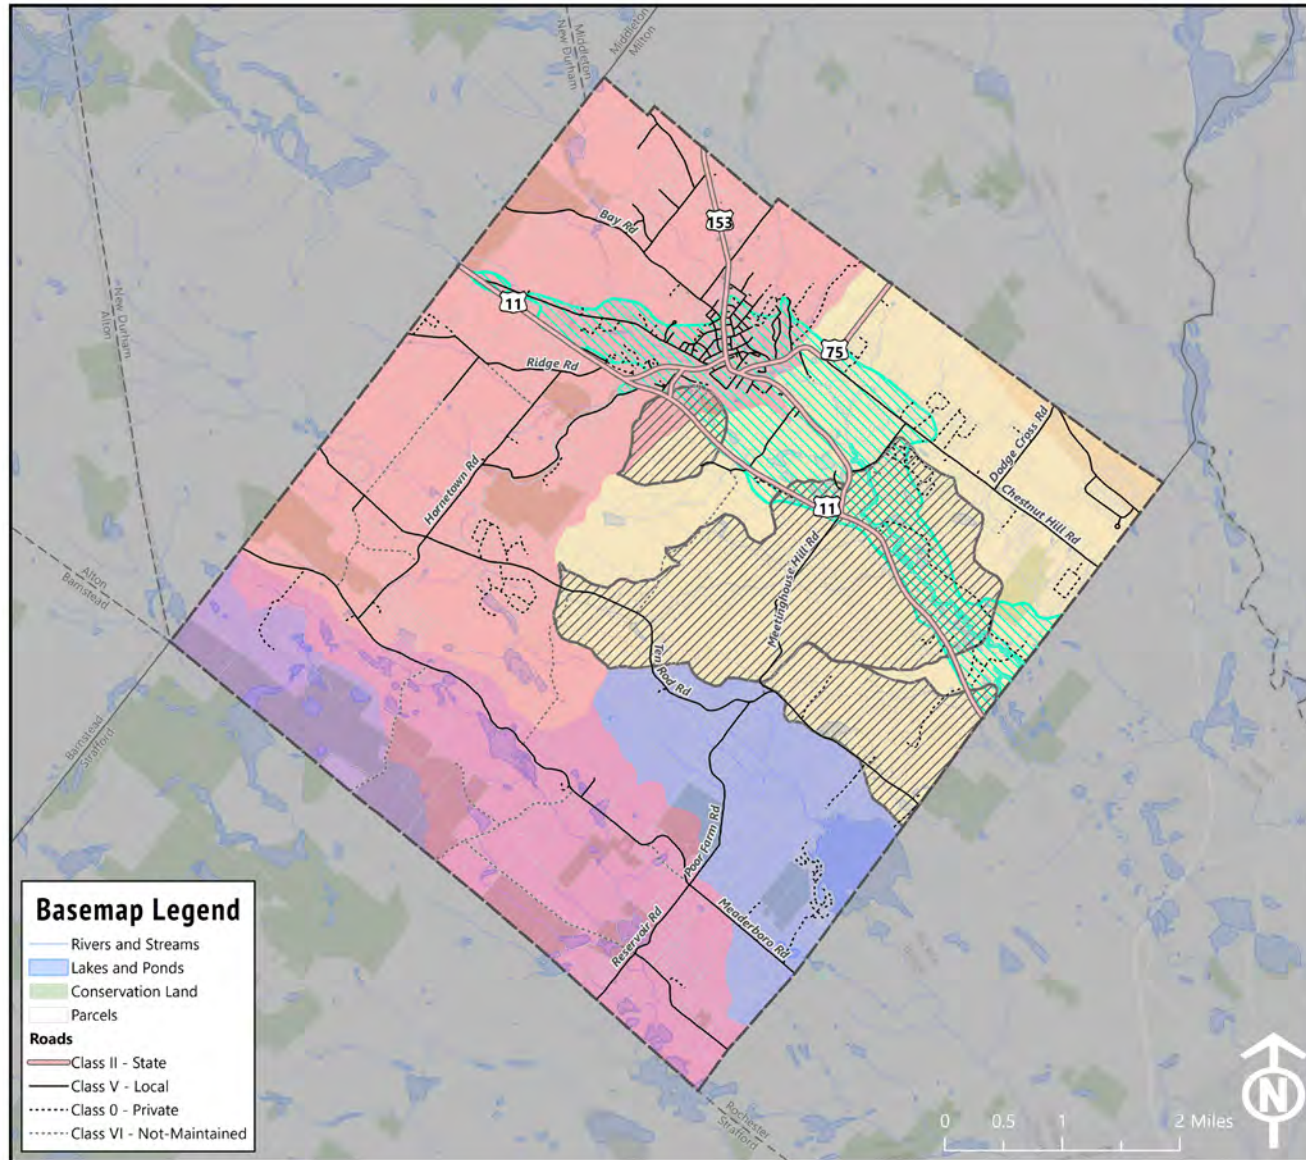 Middleton
New Durham
Middleton
Milton
153
Bay Rd
11
New Durham
Alton
75
Ridge Rd
Dodge Cross Rd
Hornetown Rd
Chestnut Hill Rd
11
Meetinghouse Hill Rd
Alton
Barnstead
Ten Rod Rd
Barnstead
Strafford
Poor Farm Rd
Meaderboro Rd
Reservoir Rd
Basemap Legend
Rivers and Streams
Lakes and Ponds
Conservation Land
Parcels
Roads
Class II - State
Class V - Local
Class 0 - Private
Class VI - Not-Maintained
Rochester
Strafford
0 0.5 1 2 Miles
N